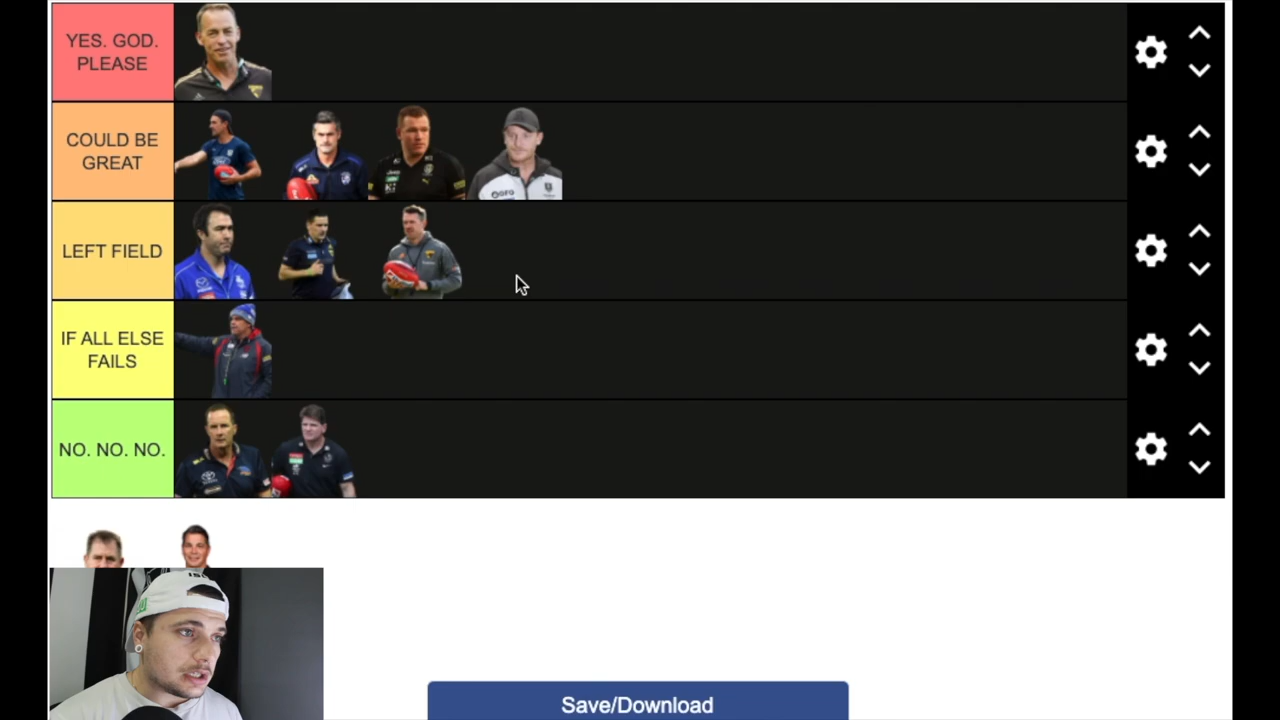 YES. GOD.
PLEASE
COULD BE
GREAT
LEFT FIELD
IF ALL ELSE
FAILS
NO. NO. NO.
Save/Download